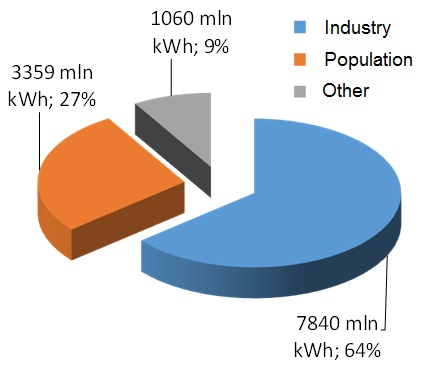 1060 mln
kWh; 9%
Industry
Population
Other
3359 mln
kWh; 27%
7840 mln
kWh; 64%